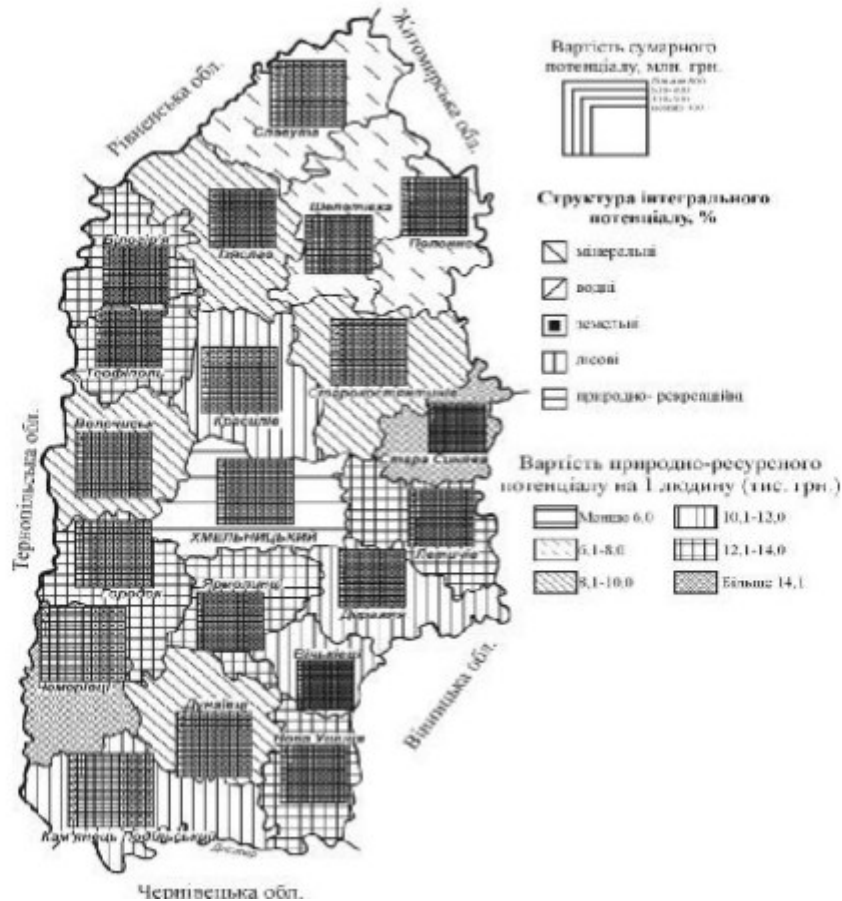 Житомирська обл.
Рівненська обл.
Славута
Шепетівка
Полонне
Ізяслав
Білогір'я
Теофіполь
Красилів
Старокостянтинів
Стара Синява
Волочиськ
Тернопільська обл.
ХМЕЛЬНИЦЬКИЙ
Летичів
Городок
Ярмолинці
Деражня
Віньківці
Чемерівці
Дунаївці
Нова Ушиця
Вінницька обл.
Кам'янець Подільський
Дністер
Чернівецька обл.
Вартість сумарного
потенціалу, млн. грн.
Структура інтегрального
потенціалу, %
мінеральні
водні
земельні
лісові
природно- рекреаційні
Вартість природно-ресурсного
потенціалу на 1 людину (тис. грн.)
Менше 6,0
6,1-8,0
8,1-10,0
10,1-12,0
12,1-14,0
Більше 14,1